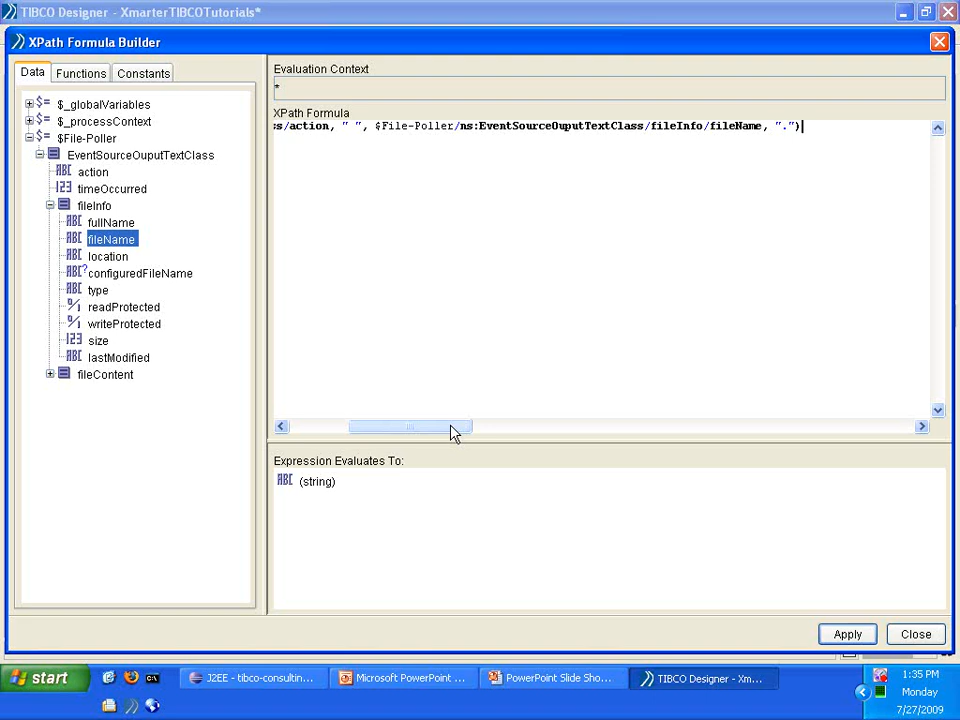 TIBCO Designer - XmarterTIBCOTutorials*
XPath Formula Builder
Data Functions Constants
$_globalVariables
$_processContext
$File-Poller
EventSourceOuputTextClass
action
timeOccurred
fileInfo
fullName
fileName
location
configuredFileName
type
readProtected
writeProtected
size
lastModified
fileContent
Evaluation Context
*
XPath Formula
ss/action, " ", $File-Poller/ns:EventSourceOuputTextClass/fileInfo/fileName, ".")
Expression Evaluates To:
ABC (string)
Apply Close
start
J2EE - tibco-consultin...
Microsoft PowerPoint ...
PowerPoint Slide Sho...
TIBCO Designer - Xm...
1:35 PM
Monday
7/27/2009